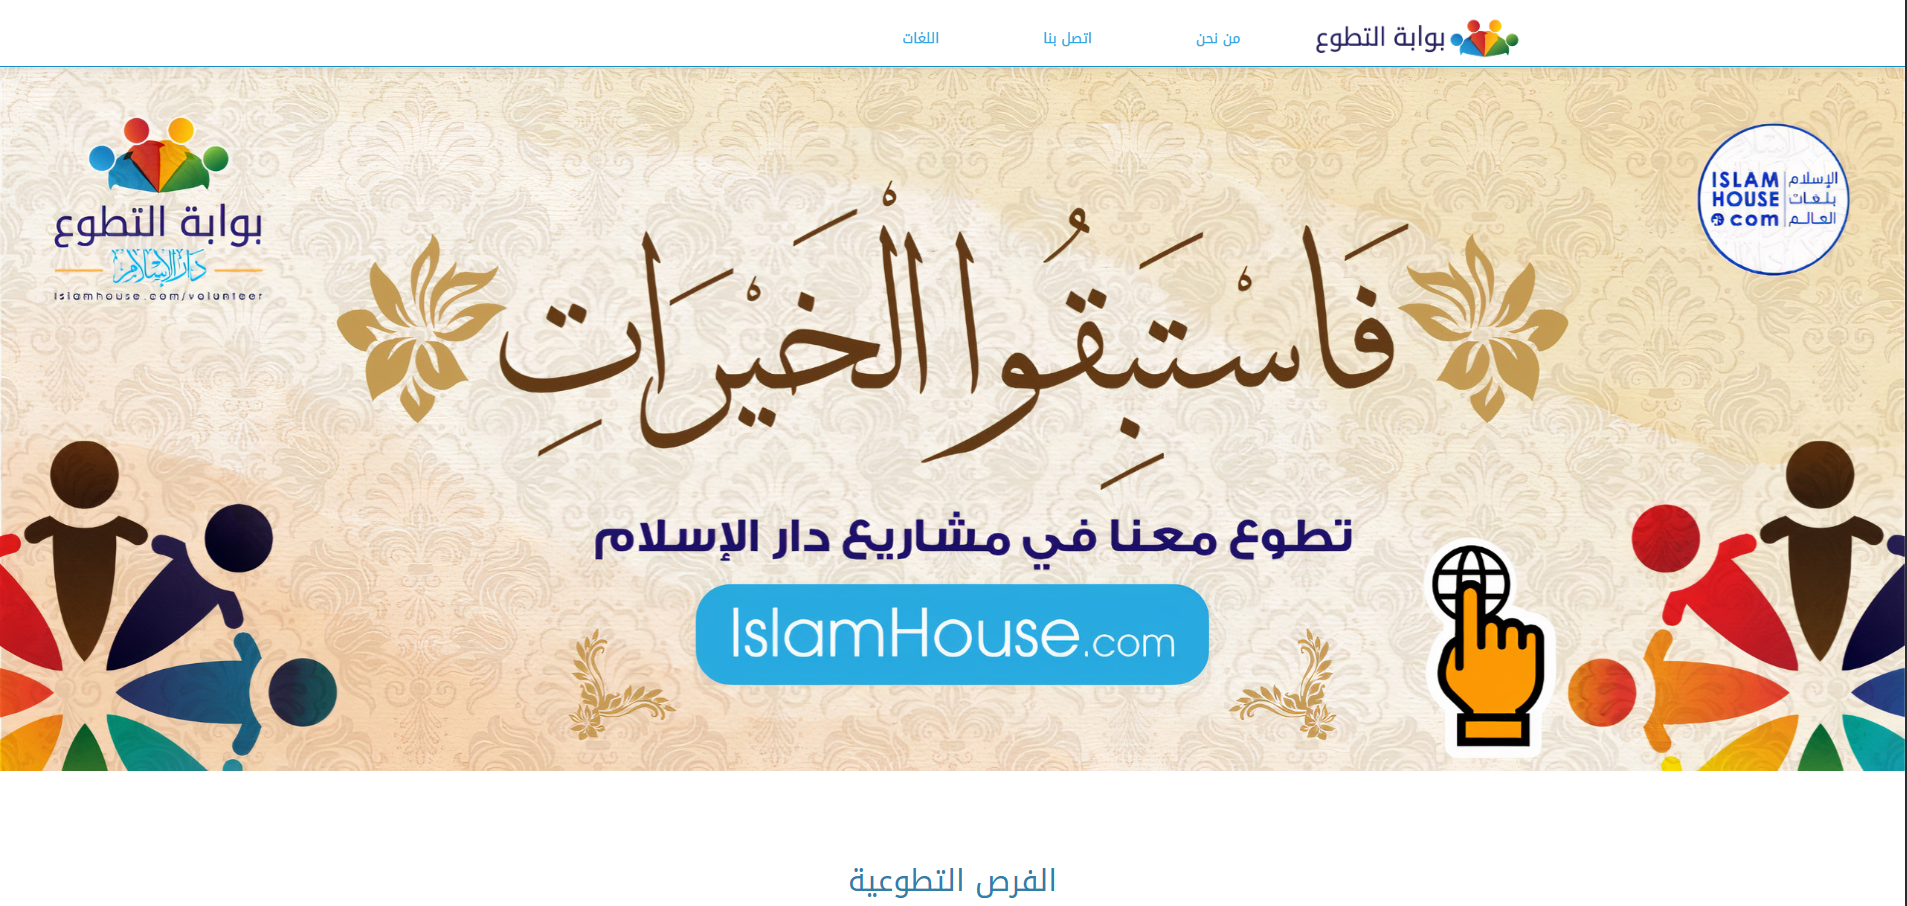 بوابة التطوع
من نحن
اتصل بنا
اللغات
ISLAM HOUSE .com
الإسلام
بلغات
العالم
بوابة التطوع
دار الإسلام
islamhouse.com/volunteer
فَاسْتَبِقُوا الْخَيْرَاتِ
تطوع معنا في مشاريع دار الإسلام
IslamHouse.com
الفرص التطوعية